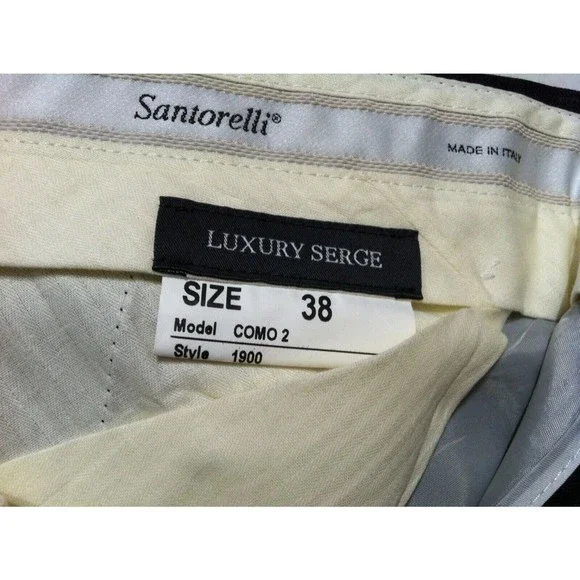 Santorelli®
MADE IN ITALY
LUXURY SERGE
SIZE 38
Model COMO 2
Style 1900